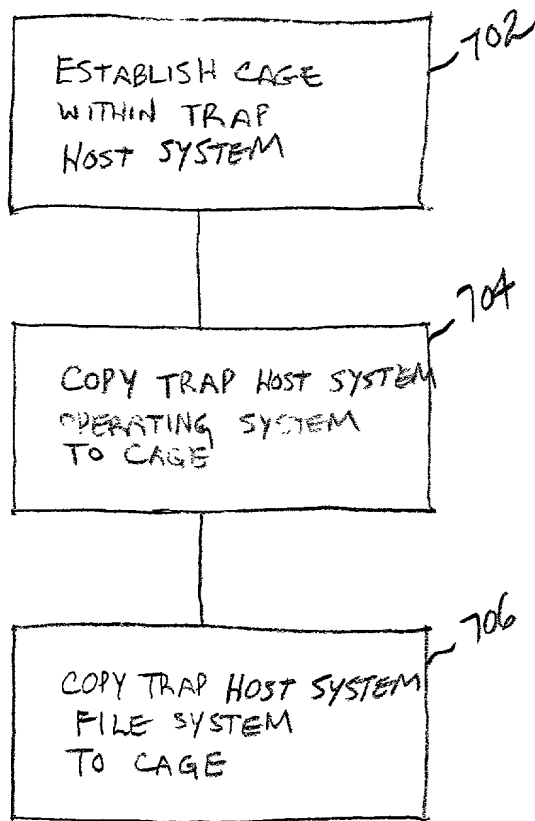 702
ESTABLISH CAGE
WITHIN TRAP
HOST SYSTEM
704
COPY TRAP HOST SYSTEM
OPERATING SYSTEM
TO CAGE
706
COPY TRAP HOST SYSTEM
FILE SYSTEM
TO CAGE